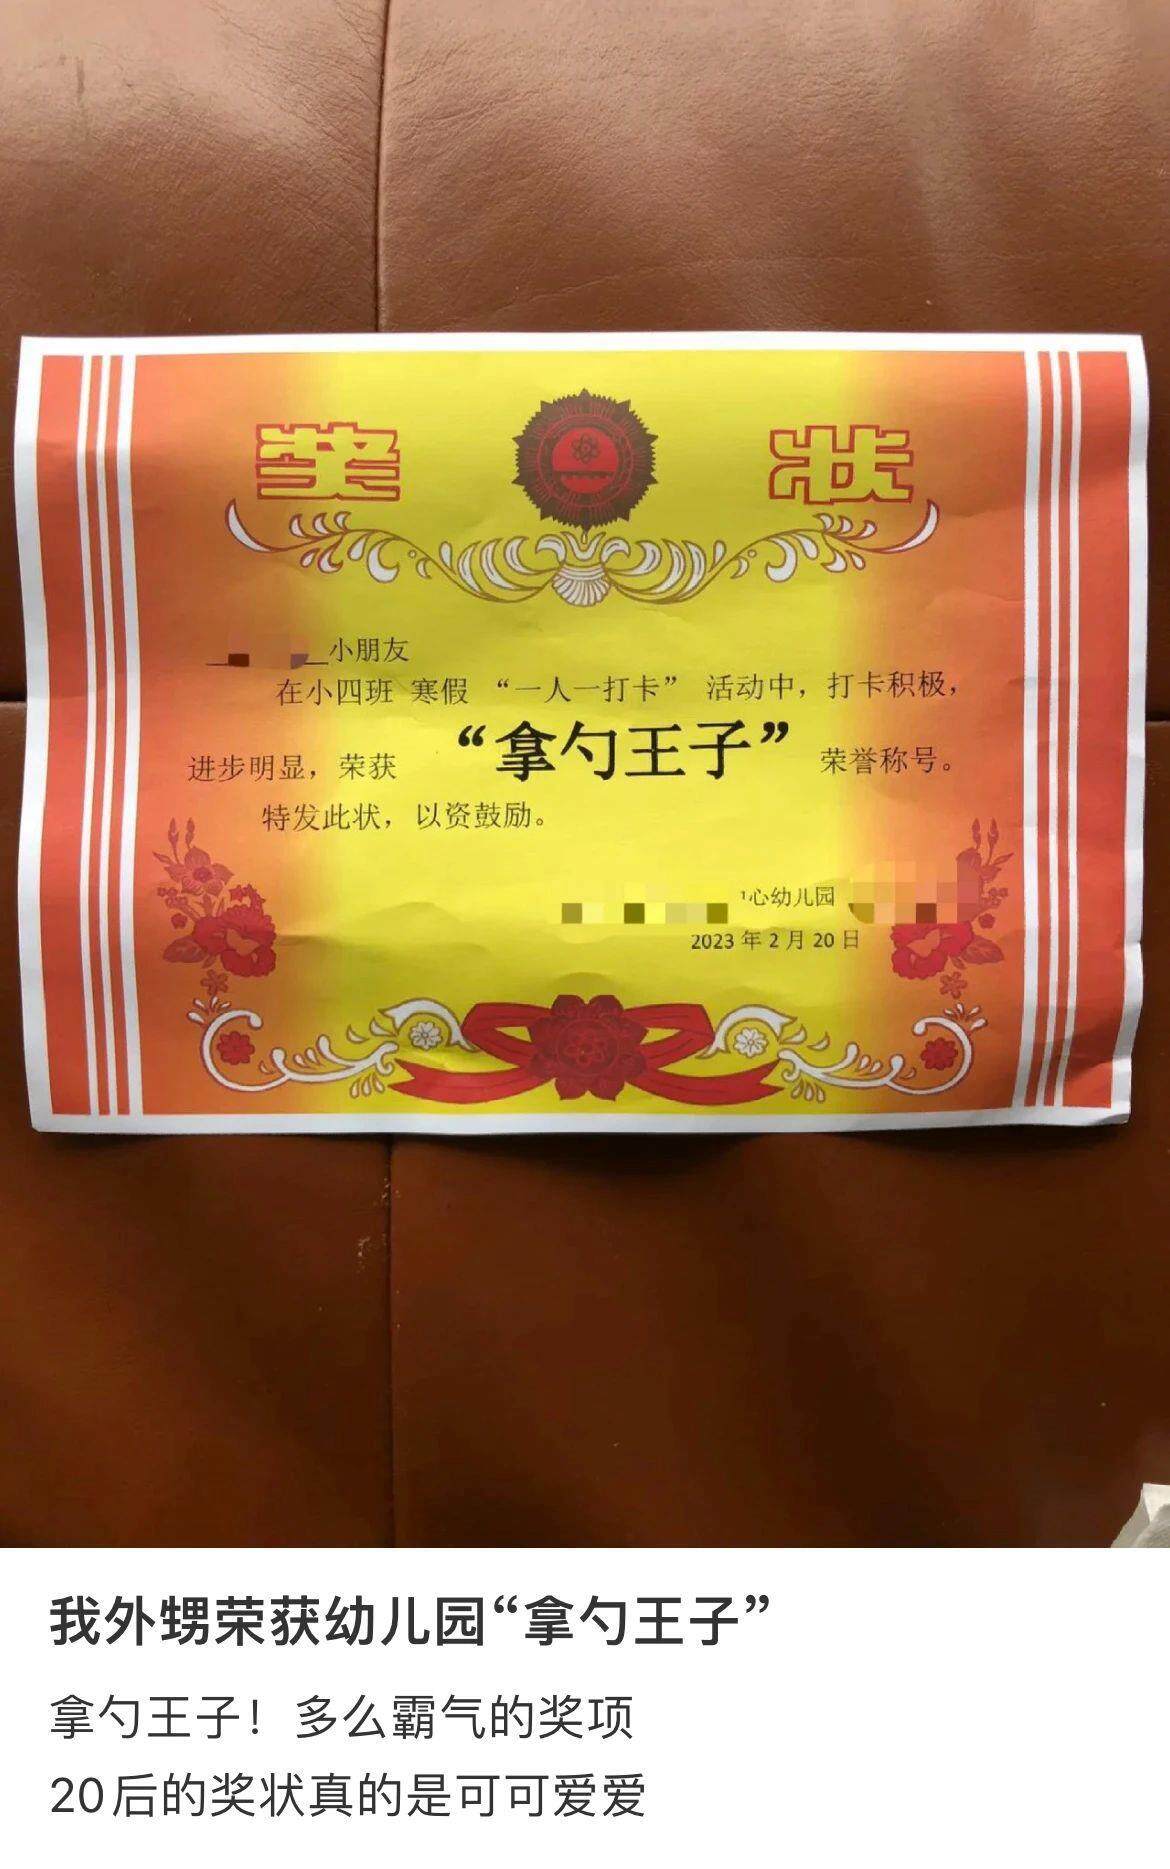 奖 状
小朋友
在小四班 寒假 “一人一打卡” 活动中，打卡积极，
进步明显，荣获 “拿勺王子” 荣誉称号。
特发此状，以资鼓励。
心幼儿园
2023 年 2 月 20 日
我外甥荣获幼儿园“拿勺王子”
拿勺王子！多么霸气的奖项
20后的奖状真的是可可爱爱